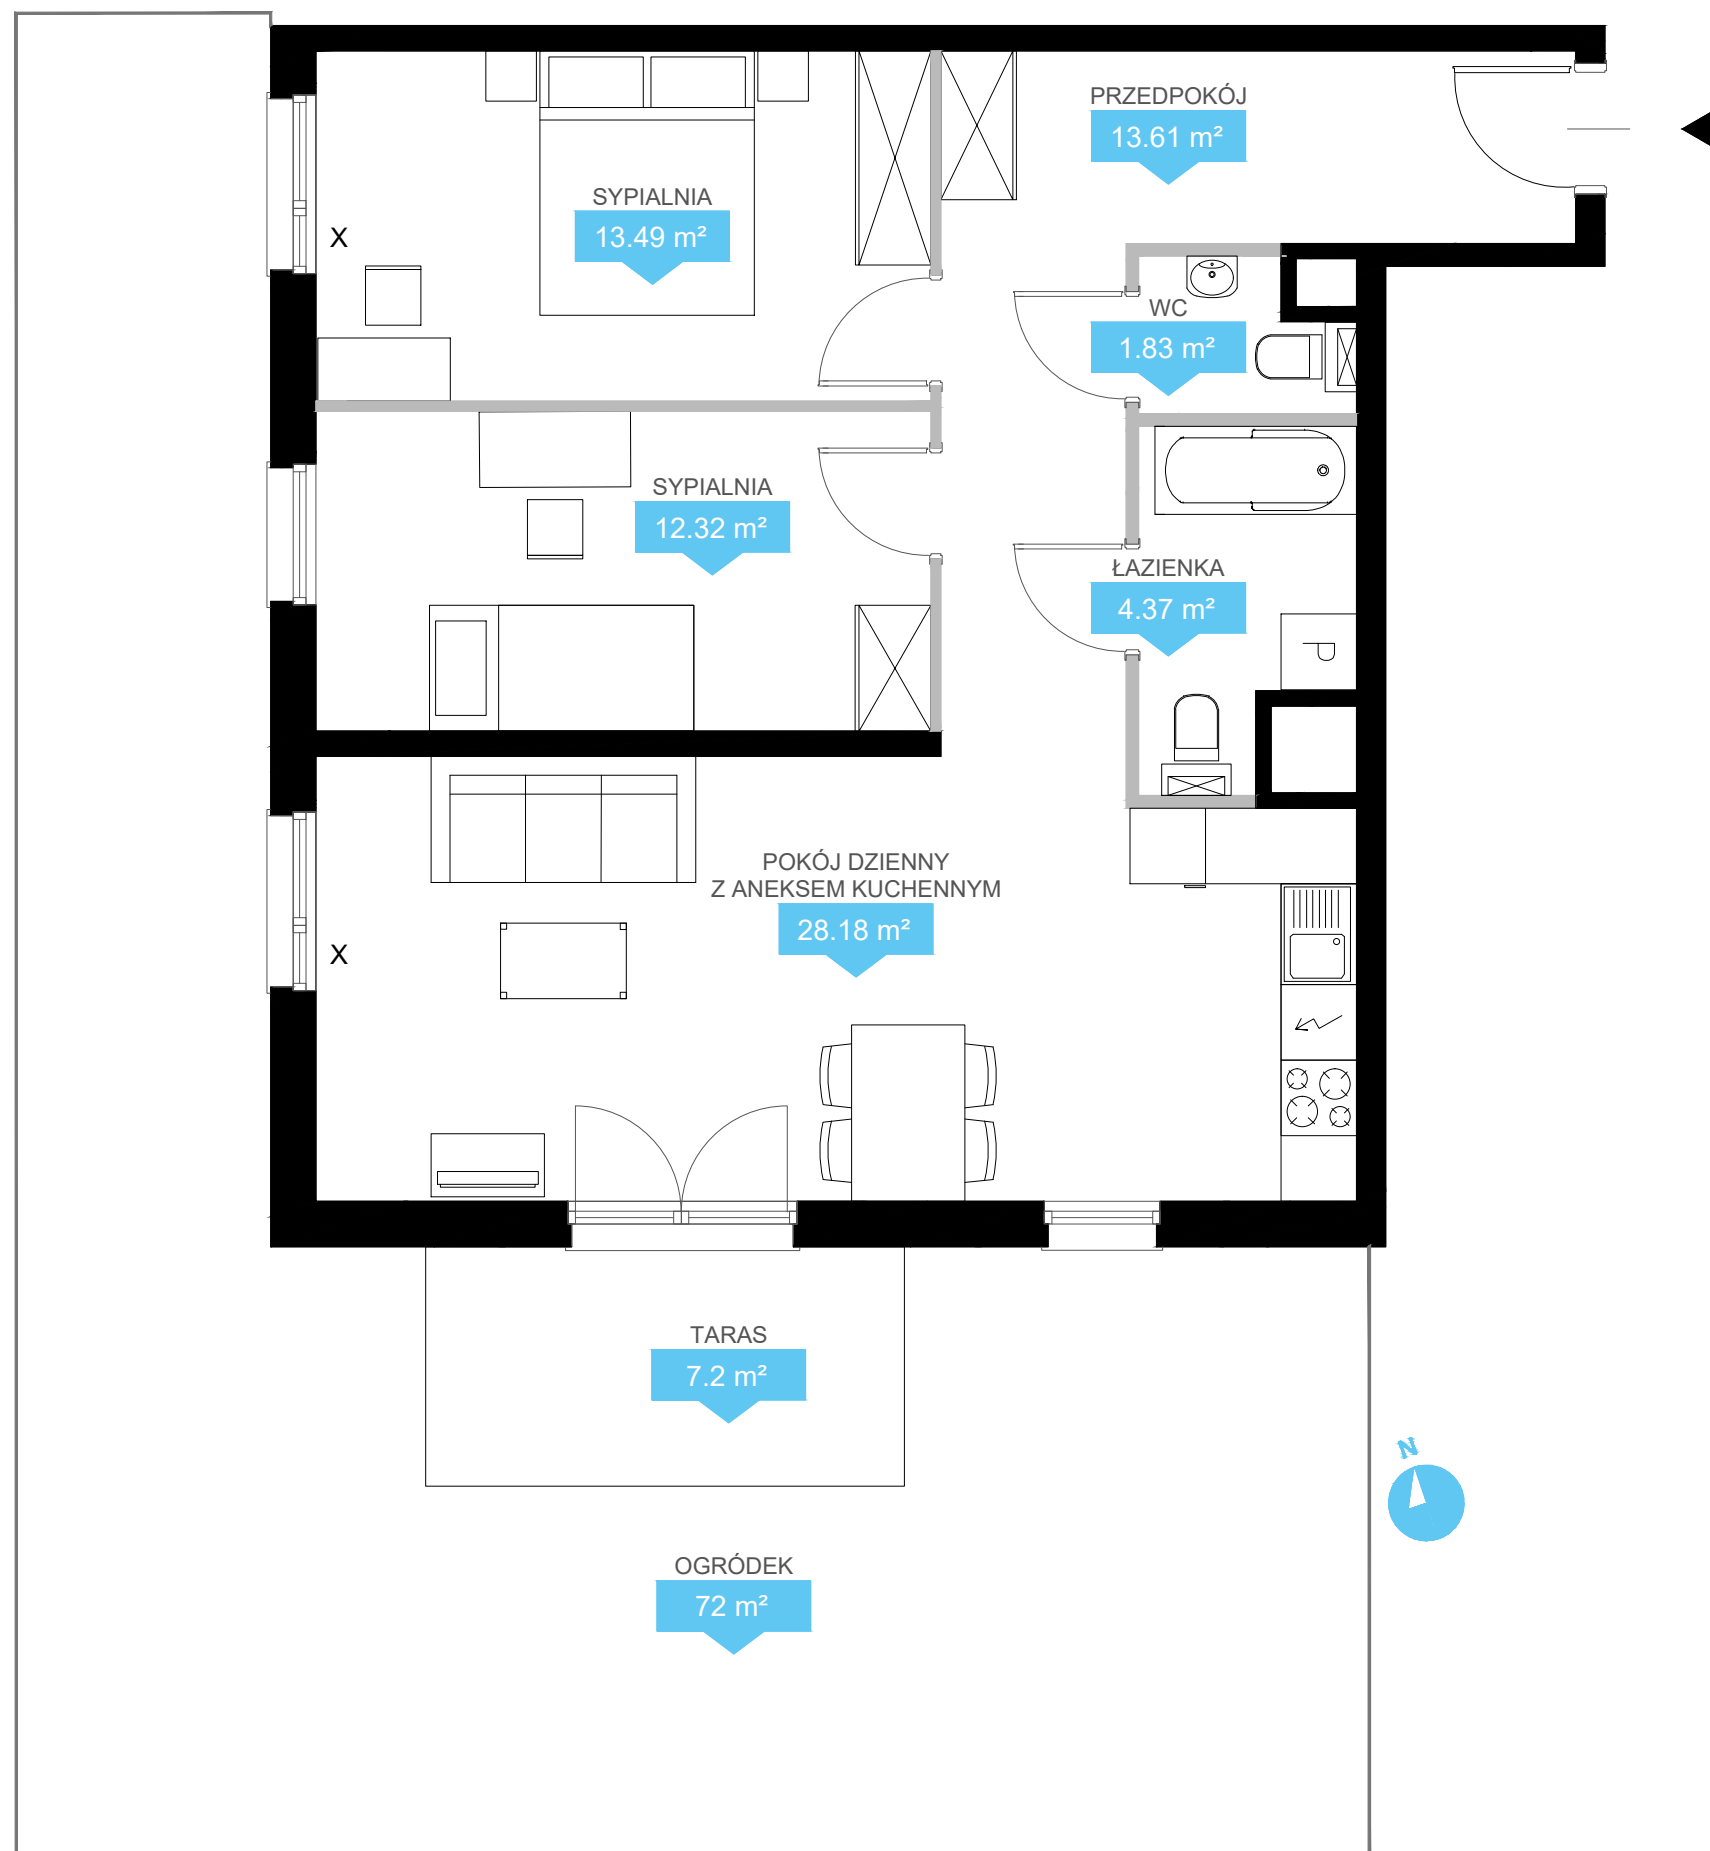 PRZEDPOKÓJ
13.61 m²
SYPIALNIA
13.49 m²
X
WC
1.83 m²
SYPIALNIA
12.32 m²
ŁAZIENKA
4.37 m²
P
POKÓJ DZIENNY
Z ANEKSEM KUCHENNYM
28.18 m²
X
TARAS
7.2 m²
N
OGRÓDEK
72 m²